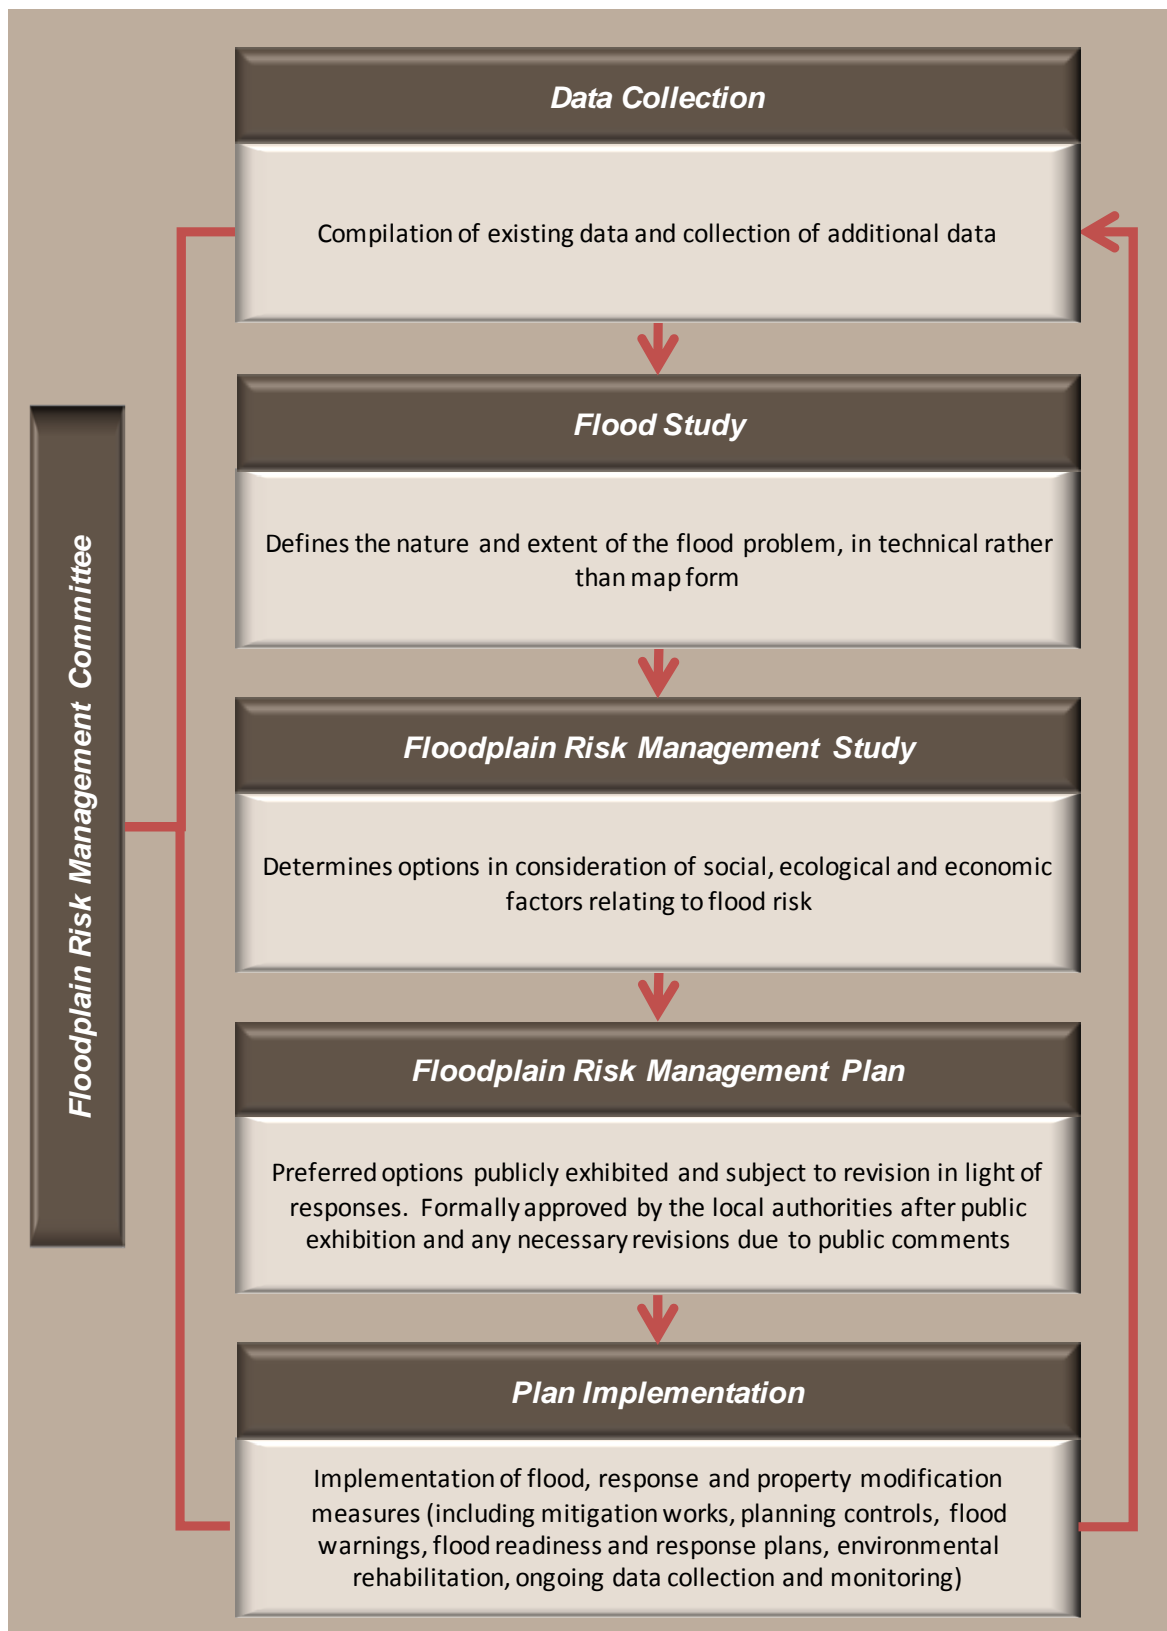 Data Collection
Compilation of existing data and collection of additional data
Flood Study
Defines the nature and extent of the flood problem, in technical rather
than map form
Floodplain Risk Management Committee
Floodplain Risk Management Study
Determines options in consideration of social, ecological and economic
factors relating to flood risk
Floodplain Risk Management Plan
Preferred options publicly exhibited and subject to revision in light of
responses. Formally approved by the local authorities after public
exhibition and any necessary revisions due to public comments
Plan Implementation
Implementation of flood, response and property modification
measures (including mitigation works, planning controls, flood
warnings, flood readiness and response plans, environmental
rehabilitation, ongoing data collection and monitoring)